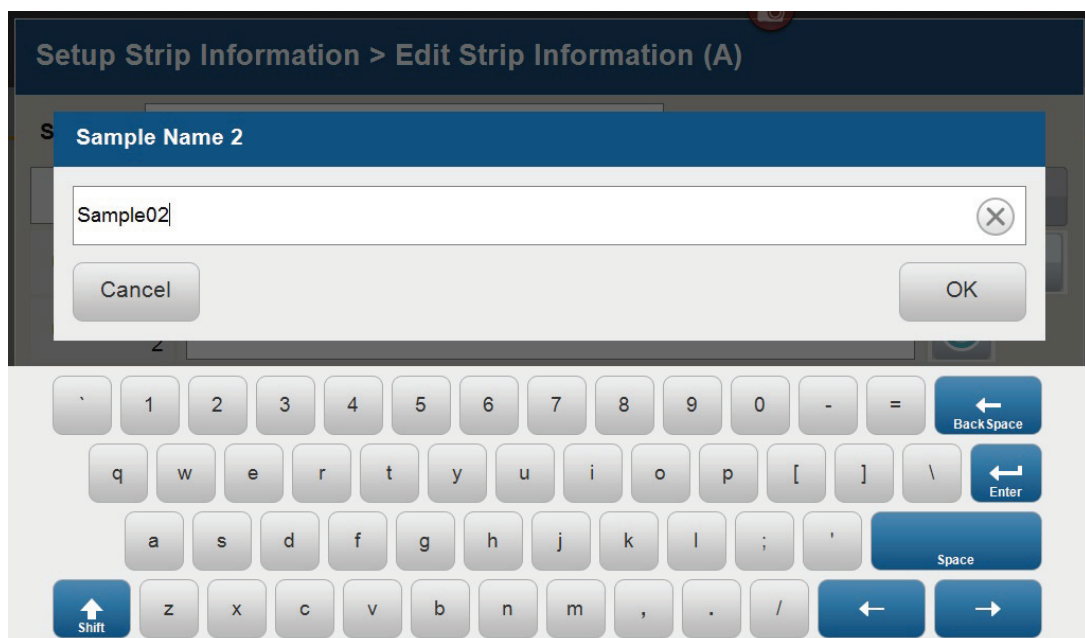 Setup Strip Information > Edit Strip Information (A)
S
Sample Name 2
Sample02
Cancel
OK
2
` 1 2 3 4 5 6 7 8 9 0 - = BackSpace
q w e r t y u i o p [ ] \ Enter
a s d f g h j k l ; ' Space
Shift z x c v b n m , . /